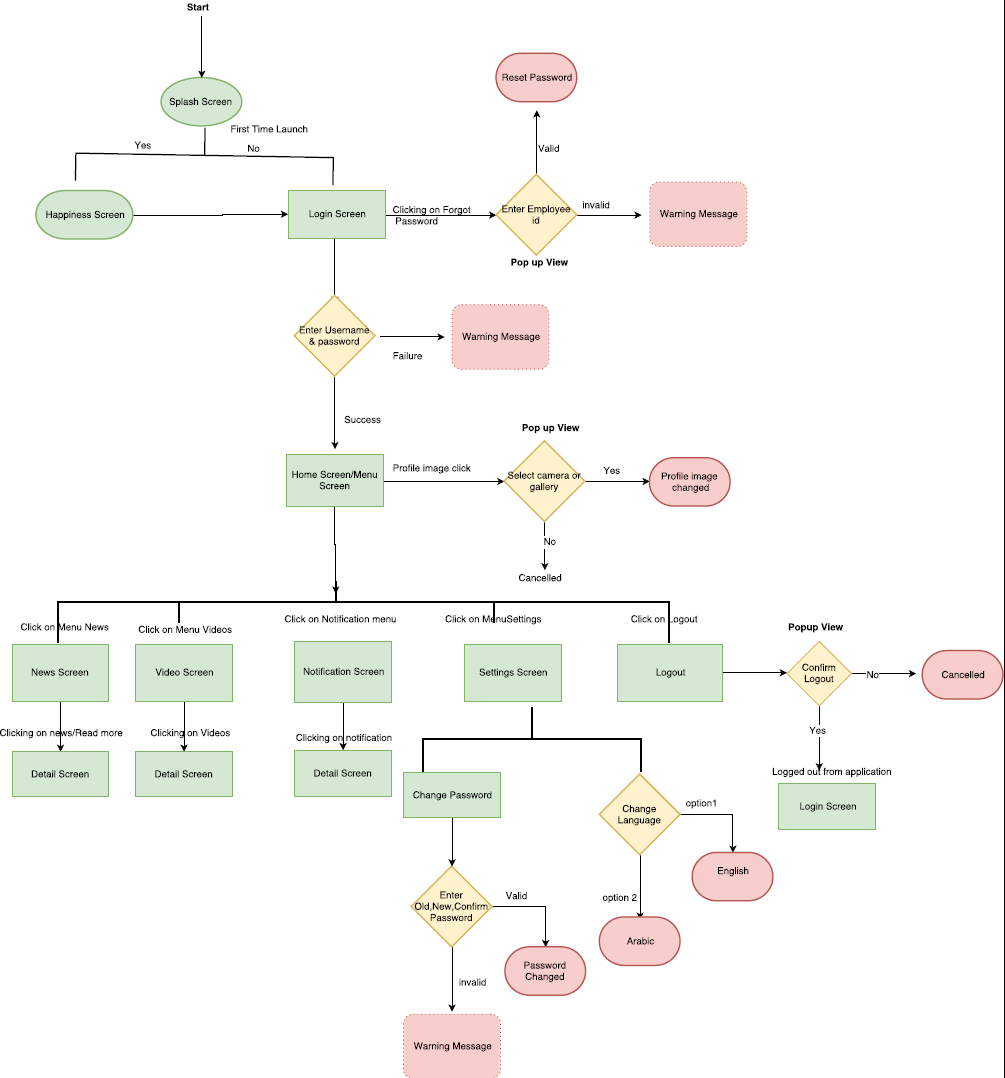 Start
Splash Screen
First Time Launch
Yes
No
Happiness Screen
Login Screen
Clicking on Forgot
Password
Reset Password
Valid
Enter Employee
id
invalid
Warning Message
Pop up View
Enter Username
& password
Failure
Warning Message
Success
Home Screen/Menu
Screen
Profile image click
Pop up View
Select camera or
gallery
Yes
Profile image
changed
No
Cancelled
Click on Menu News
Click on Menu Videos
Click on Notification menu
Click on MenuSettings
Click on Logout
Popup View
News Screen
Video Screen
Notification Screen
Settings Screen
Logout
Confirm
Logout
No
Cancelled
Clicking on news/Read more
Clicking on Videos
Clicking on notification
Yes
Logged out from application
Detail Screen
Detail Screen
Detail Screen
Change Password
Change
Language
option1
Login Screen
English
Enter
Old,New,Confirm
Password
Valid
option 2
Arabic
Password
Changed
invalid
Warning Message